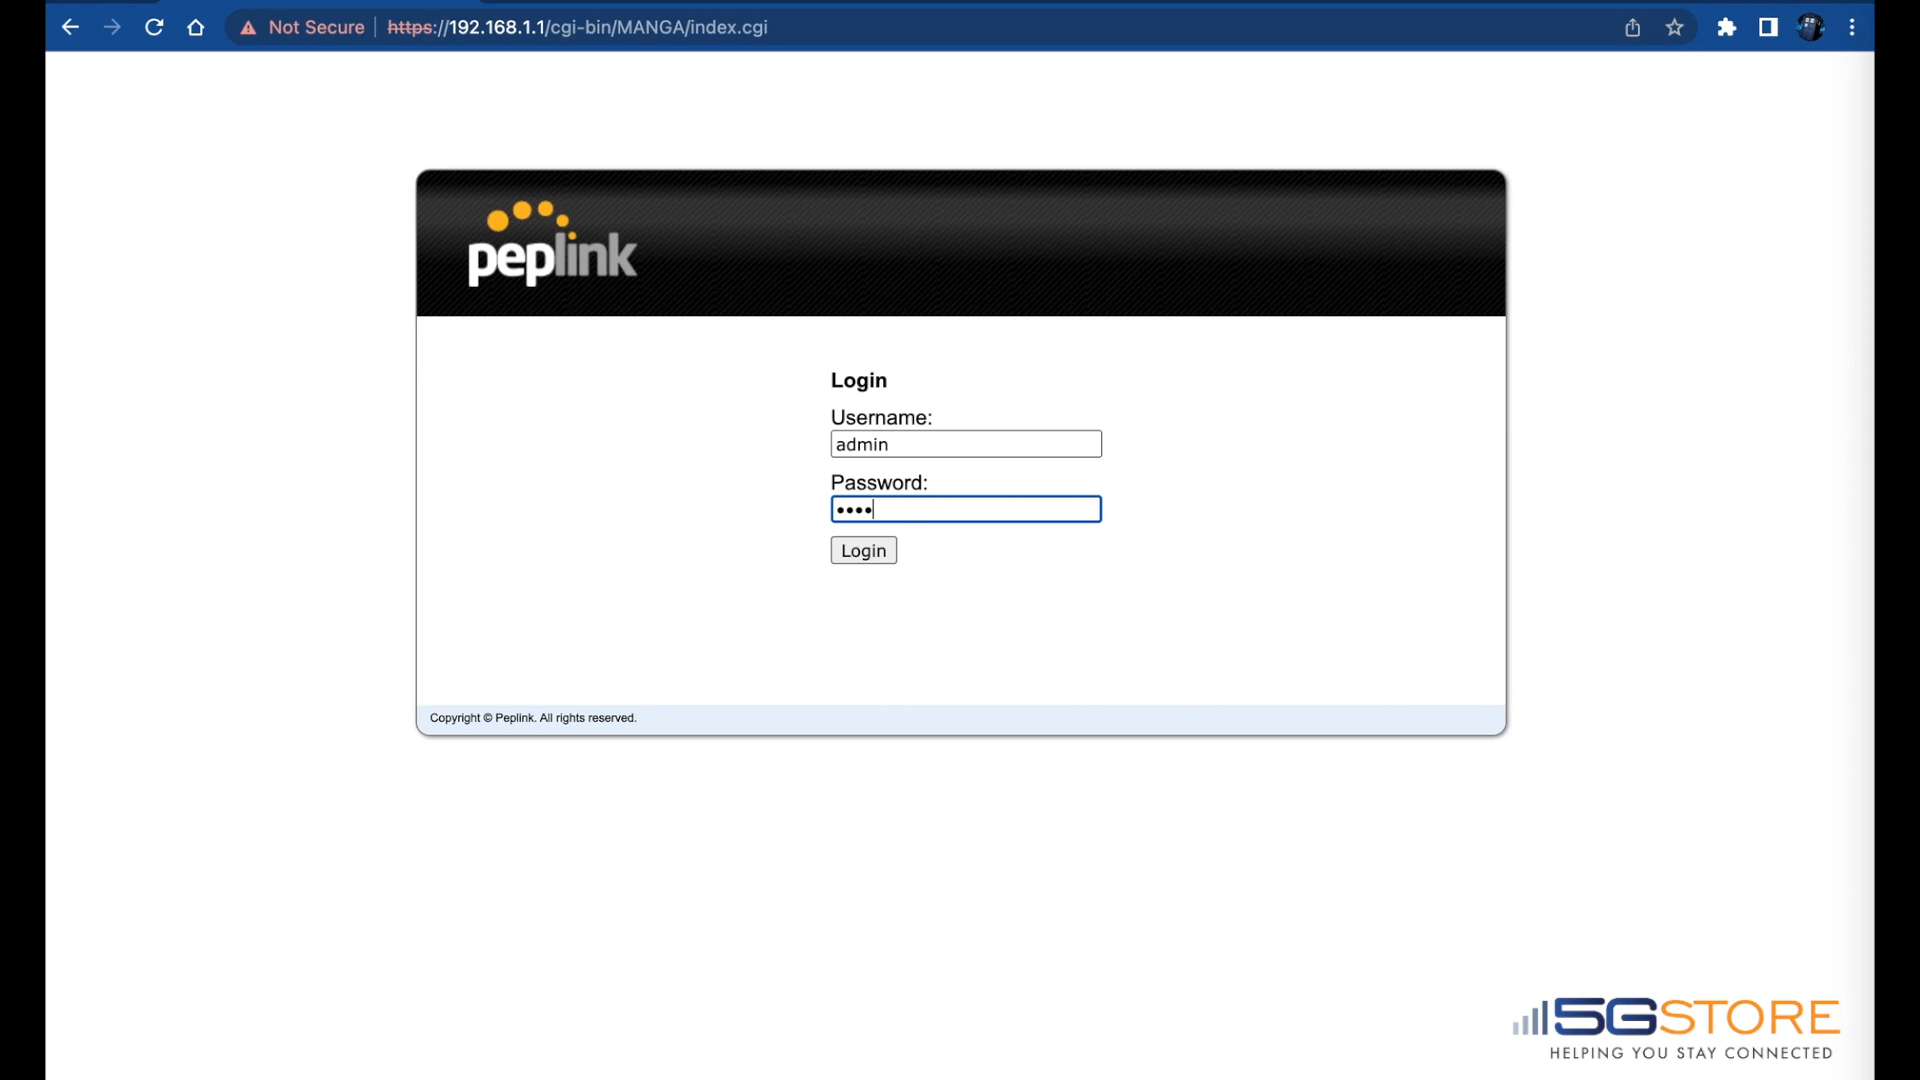 Not Secure | https://192.168.1.1/cgi-bin/MANGA/index.cgi
peplink
Login
Username:
admin
Password:
••••
Login
Copyright © Peplink. All rights reserved.
5GSTORE
HELPING YOU STAY CONNECTED